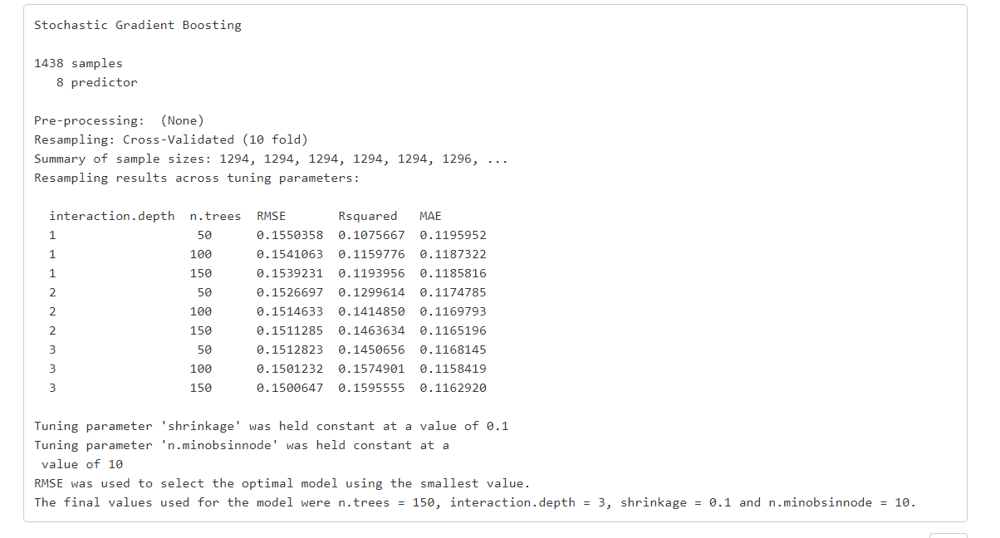 Stochastic Gradient Boosting
1438 samples
8 predictor
Pre-processing: (None)
Resampling: Cross-Validated (10 fold)
Summary of sample sizes: 1294, 1294, 1294, 1294, 1294, 1296, ...
Resampling results across tuning parameters:
interaction.depth n.trees RMSE Rsquared MAE
1 50 0.1550358 0.1075667 0.1195952
1 100 0.1541063 0.1159776 0.1187322
1 150 0.1539231 0.1193956 0.1185816
2 50 0.1526697 0.1299614 0.1174785
2 100 0.1514633 0.1414850 0.1169793
2 150 0.1511285 0.1463634 0.1165196
3 50 0.1512823 0.1450656 0.1168145
3 100 0.1501232 0.1574901 0.1158419
3 150 0.1500647 0.1595555 0.1162920
Tuning parameter 'shrinkage' was held constant at a value of 0.1
Tuning parameter 'n.minobsinnode' was held constant at a
value of 10
RMSE was used to select the optimal model using the smallest value.
The final values used for the model were n.trees = 150, interaction.depth = 3, shrinkage = 0.1 and n.minobsinnode = 10.